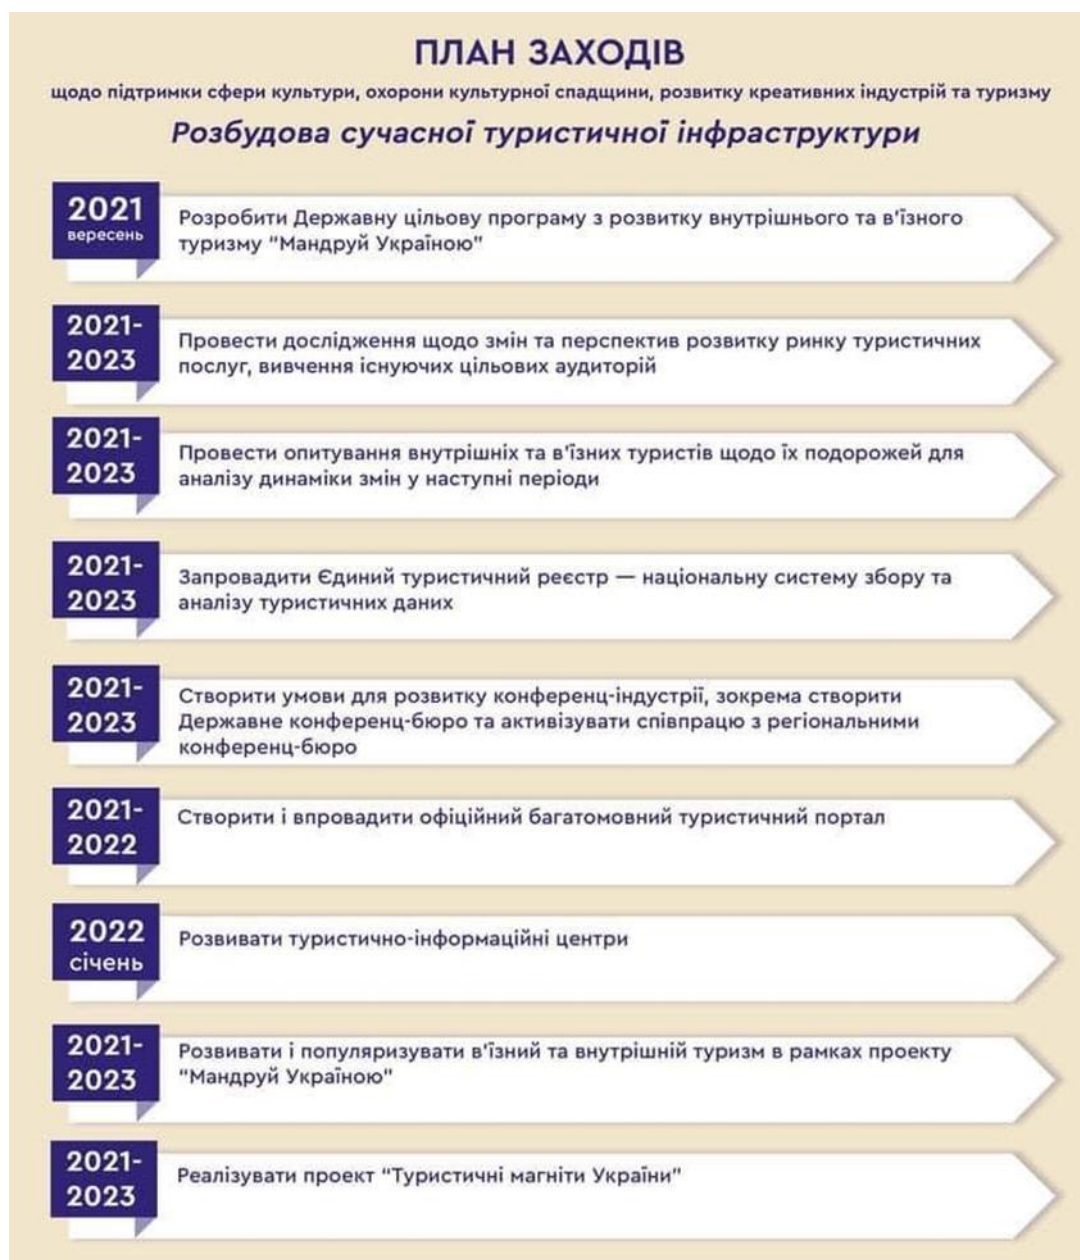 ПЛАН ЗАХОДІВ
щодо підтримки сфери культури, охорони культурної спадщини, розвитку креативних індустрій та туризму
Розбудова сучасної туристичної інфраструктури
2021
вересень
Розробити Державну цільову програму з розвитку внутрішнього та в'їзного
туризму “Мандруй Україною”
2021-
2023
Провести дослідження щодо змін та перспектив розвитку ринку туристичних
послуг, вивчення існуючих цільових аудиторій
2021-
2023
Провести опитування внутрішніх та в'їзних туристів щодо їх подорожей для
аналізу динаміки змін у наступні періоди
2021-
2023
Запровадити Єдиний туристичний реєстр — національну систему збору та
аналізу туристичних даних
2021-
2023
Створити умови для розвитку конференц-індустрії, зокрема створити
Державне конференц-бюро та активізувати співпрацю з регіональними
конференц-бюро
2021-
2022
Створити і впровадити офіційний багатомовний туристичний портал
2022
січень
Розвивати туристично-інформаційні центри
2021-
2023
Розвивати і популяризувати в'їзний та внутрішній туризм в рамках проекту
“Мандруй Україною”
2021-
2023
Реалізувати проект “Туристичні магніти України”